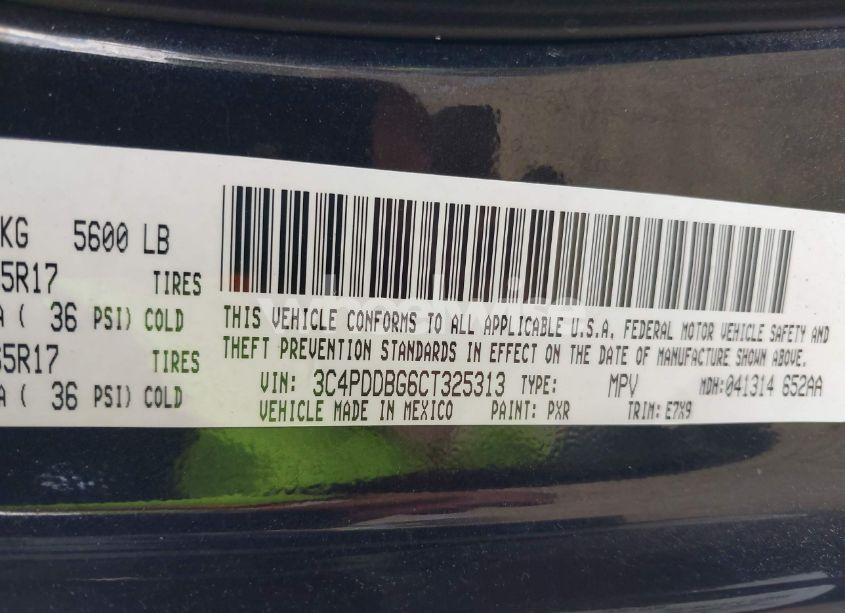 KG 5600 LB
5R17 TIRES
A ( 36 PSI) COLD
5R17 TIRES
A ( 36 PSI) COLD
THIS VEHICLE CONFORMS TO ALL APPLICABLE U.S.A. FEDERAL MOTOR VEHICLE SAFETY AND
THEFT PREVENTION STANDARDS IN EFFECT ON THE DATE OF MANUFACTURE SHOWN ABOVE.
VIN: 3C4PDDBG6CT325313 TYPE: MPV MDH:041314 652AA
VEHICLE MADE IN MEXICO PAINT: PXR TRIM: E7X9
wheelwise